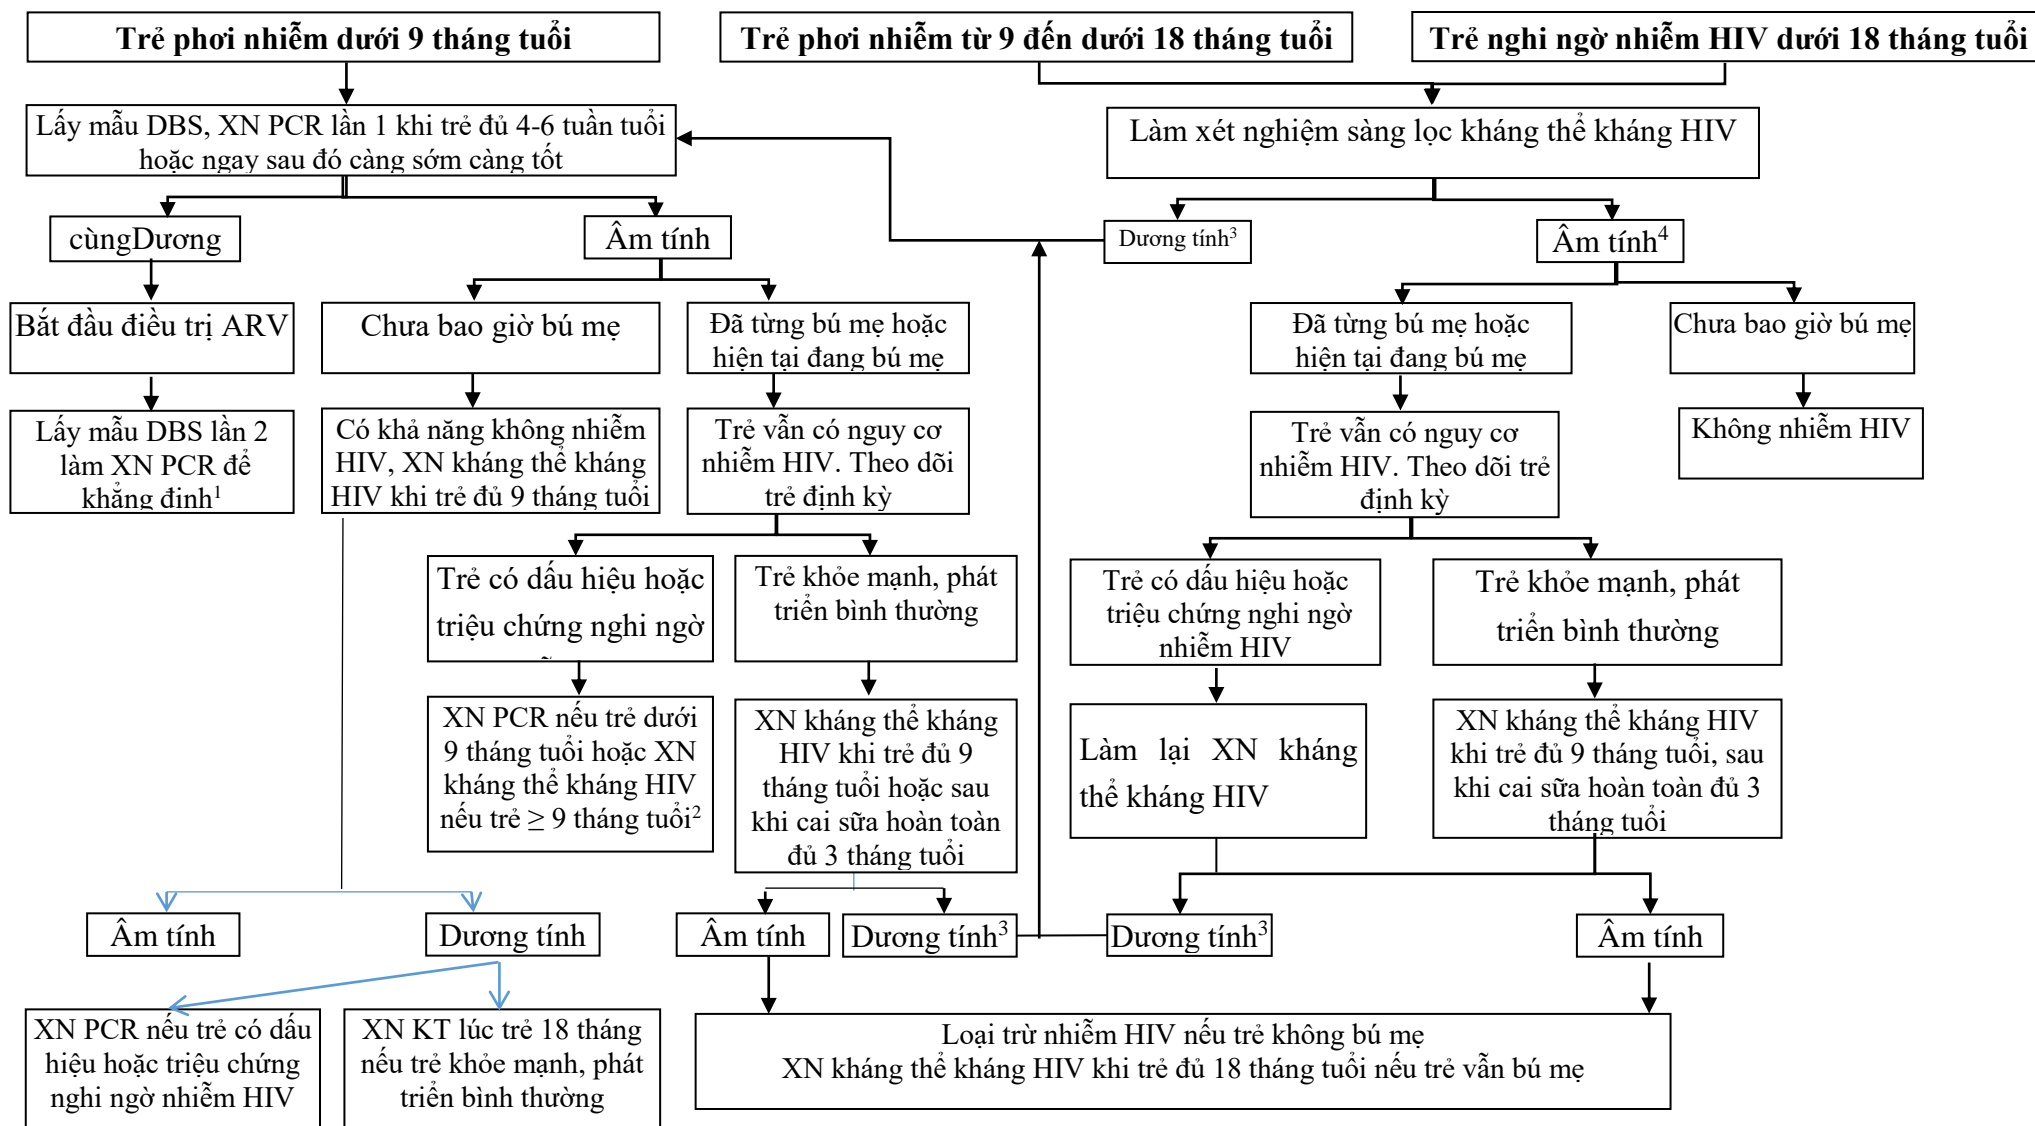 Trẻ phơi nhiễm dưới 9 tháng tuổi
Trẻ phơi nhiễm từ 9 đến dưới 18 tháng tuổi
Trẻ nghi ngờ nhiễm HIV dưới 18 tháng tuổi
Lấy mẫu DBS, XN PCR lần 1 khi trẻ đủ 4-6 tuần tuổi
hoặc ngay sau đó càng sớm càng tốt
Làm xét nghiệm sàng lọc kháng thể kháng HIV
cùngDương
Âm tính
Dương tính³
Âm tính⁴
Bắt đầu điều trị ARV
Chưa bao giờ bú mẹ
Đã từng bú mẹ hoặc
hiện tại đang bú mẹ
Đã từng bú mẹ hoặc
hiện tại đang bú mẹ
Chưa bao giờ bú mẹ
Lấy mẫu DBS lần 2
làm XN PCR để
khẳng định¹
Có khả năng không nhiễm
HIV, XN kháng thể kháng
HIV khi trẻ đủ 9 tháng tuổi
Trẻ vẫn có nguy cơ
nhiễm HIV. Theo dõi
trẻ định kỳ
Trẻ vẫn có nguy cơ
nhiễm HIV. Theo dõi trẻ
định kỳ
Không nhiễm HIV
Trẻ có dấu hiệu hoặc
triệu chứng nghi ngờ
Trẻ khỏe mạnh, phát
triển bình thường
Trẻ có dấu hiệu hoặc
triệu chứng nghi ngờ
nhiễm HIV
Trẻ khỏe mạnh, phát
triển bình thường
XN PCR nếu trẻ dưới
9 tháng tuổi hoặc XN
kháng thể kháng HIV
nếu trẻ ≥ 9 tháng tuổi²
XN kháng thể kháng
HIV khi trẻ đủ 9
tháng tuổi hoặc sau
khi cai sữa hoàn toàn
đủ 3 tháng tuổi
Làm lại XN kháng
thể kháng HIV
XN kháng thể kháng HIV
khi trẻ đủ 9 tháng tuổi, sau
khi cai sữa hoàn toàn đủ 3
tháng tuổi
Âm tính
Dương tính
Âm tính
Dương tính³
Dương tính³
Âm tính
XN PCR nếu trẻ có dấu
hiệu hoặc triệu chứng
nghi ngờ nhiễm HIV
XN KT lúc trẻ 18 tháng
nếu trẻ khỏe mạnh, phát
triển bình thường
Loại trừ nhiễm HIV nếu trẻ không bú mẹ
XN kháng thể kháng HIV khi trẻ đủ 18 tháng tuổi nếu trẻ vẫn bú mẹ